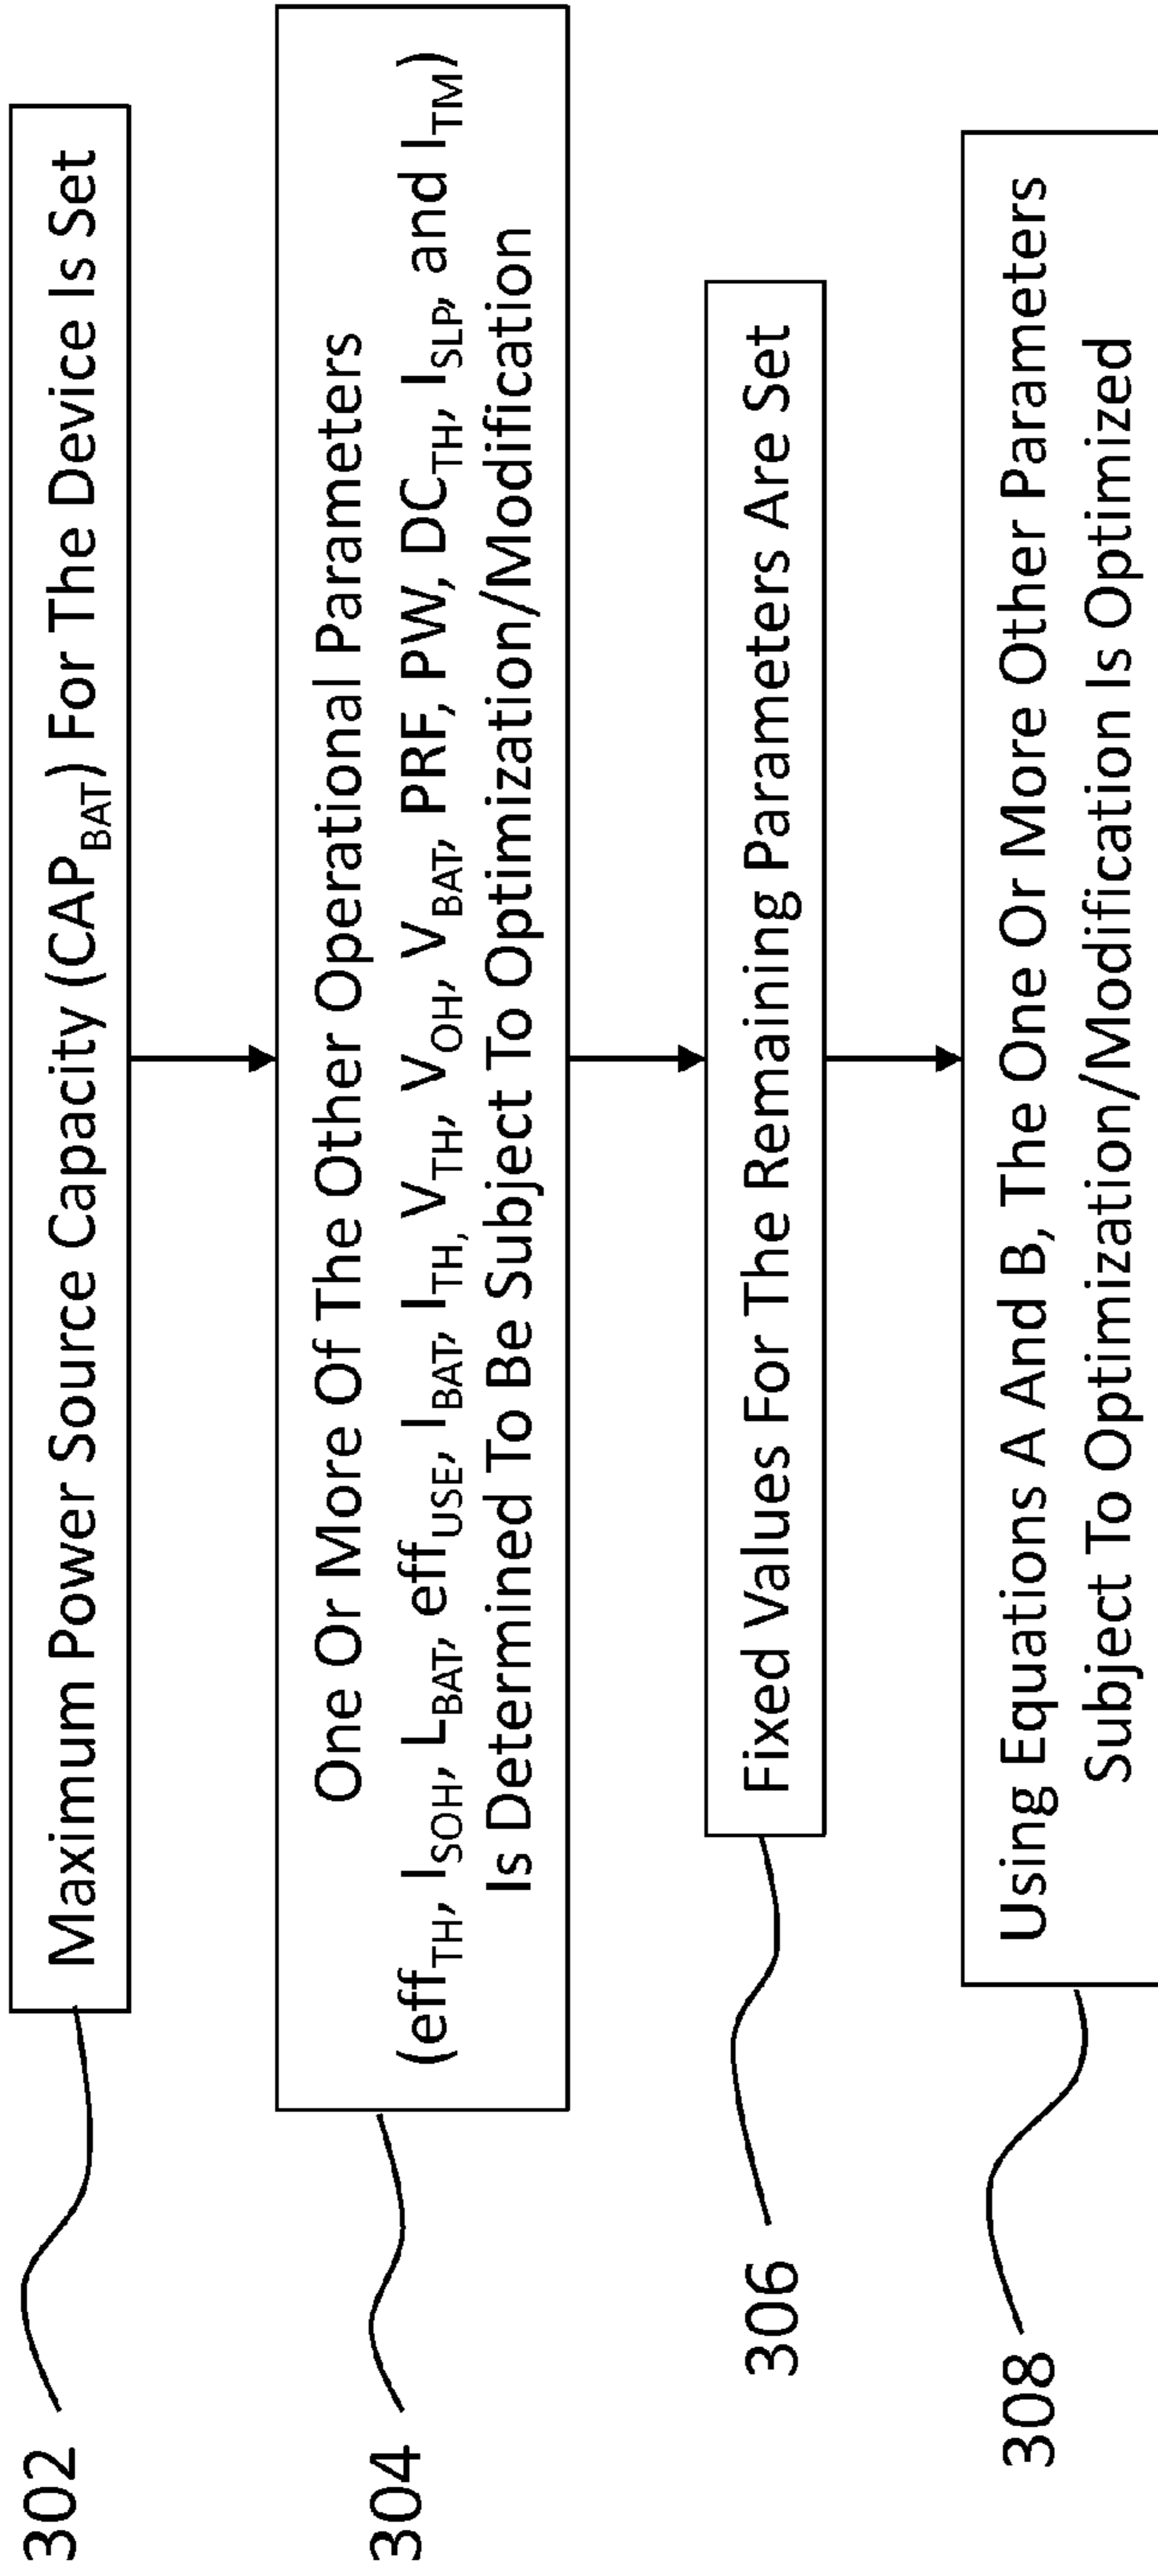 302
Maximum Power Source Capacity (CAP_BAT) For The Device Is Set
304
One Or More Of The Other Operational Parameters
(eff_TH, I_SOH, L_BAT, eff_USE, I_BAT, I_TH, V_TH, V_OH, V_BAT, PRF, PW, DC_TH, I_SLP, and I_TM)
Is Determined To Be Subject To Optimization/Modification
306
Fixed Values For The Remaining Parameters Are Set
308
Using Equations A And B, The One Or More Other Parameters
Subject To Optimization/Modification Is Optimized